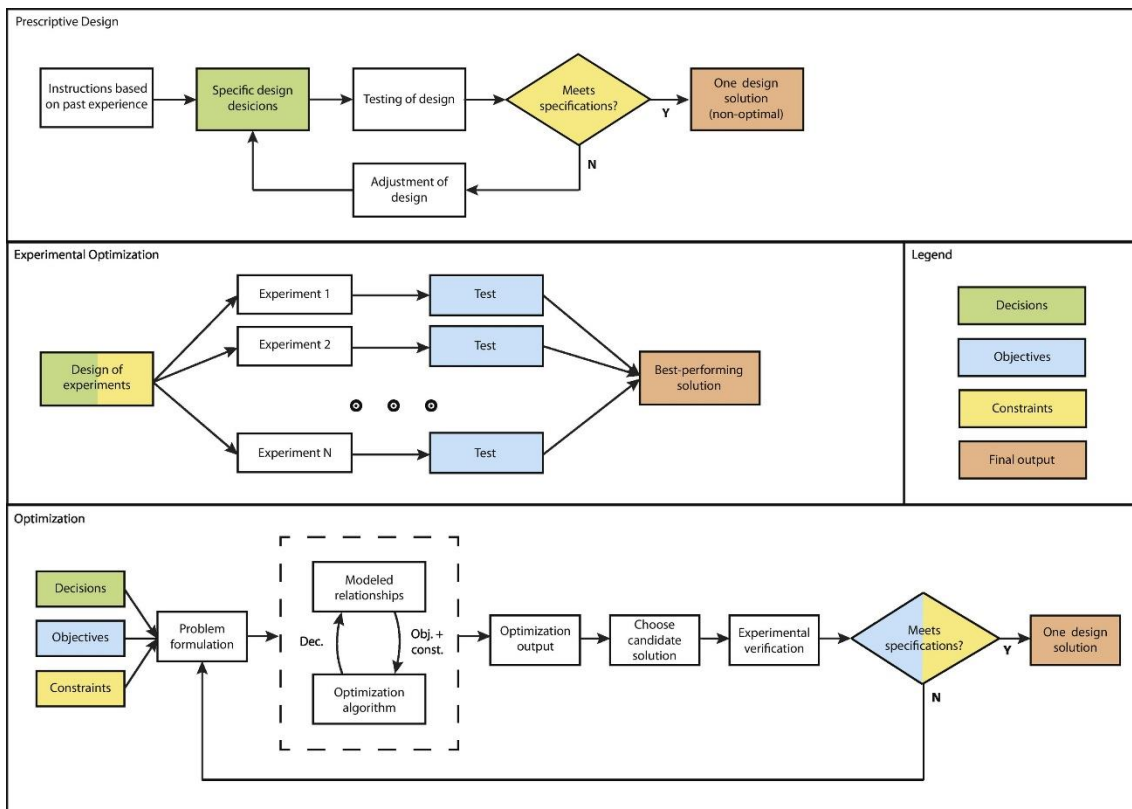 Prescriptive Design
Instructions based
on past experience
Specific design
desicions
Testing of design
Meets
specifications?
Y
One design
solution
(non-optimal)
N
Adjustment of
design
Experimental Optimization
Experiment 1
Test
Experiment 2
Test
Design of
experiments
Best-performing
solution
Experiment N
Test
Legend
Decisions
Objectives
Constraints
Final output
Optimization
Decisions
Objectives
Constraints
Problem
formulation
Modeled
relationships
Dec.
Obj. +
const.
Optimization
algorithm
Optimization
output
Choose
candidate
solution
Experimental
verification
Meets
specifications?
Y
One design
solution
N